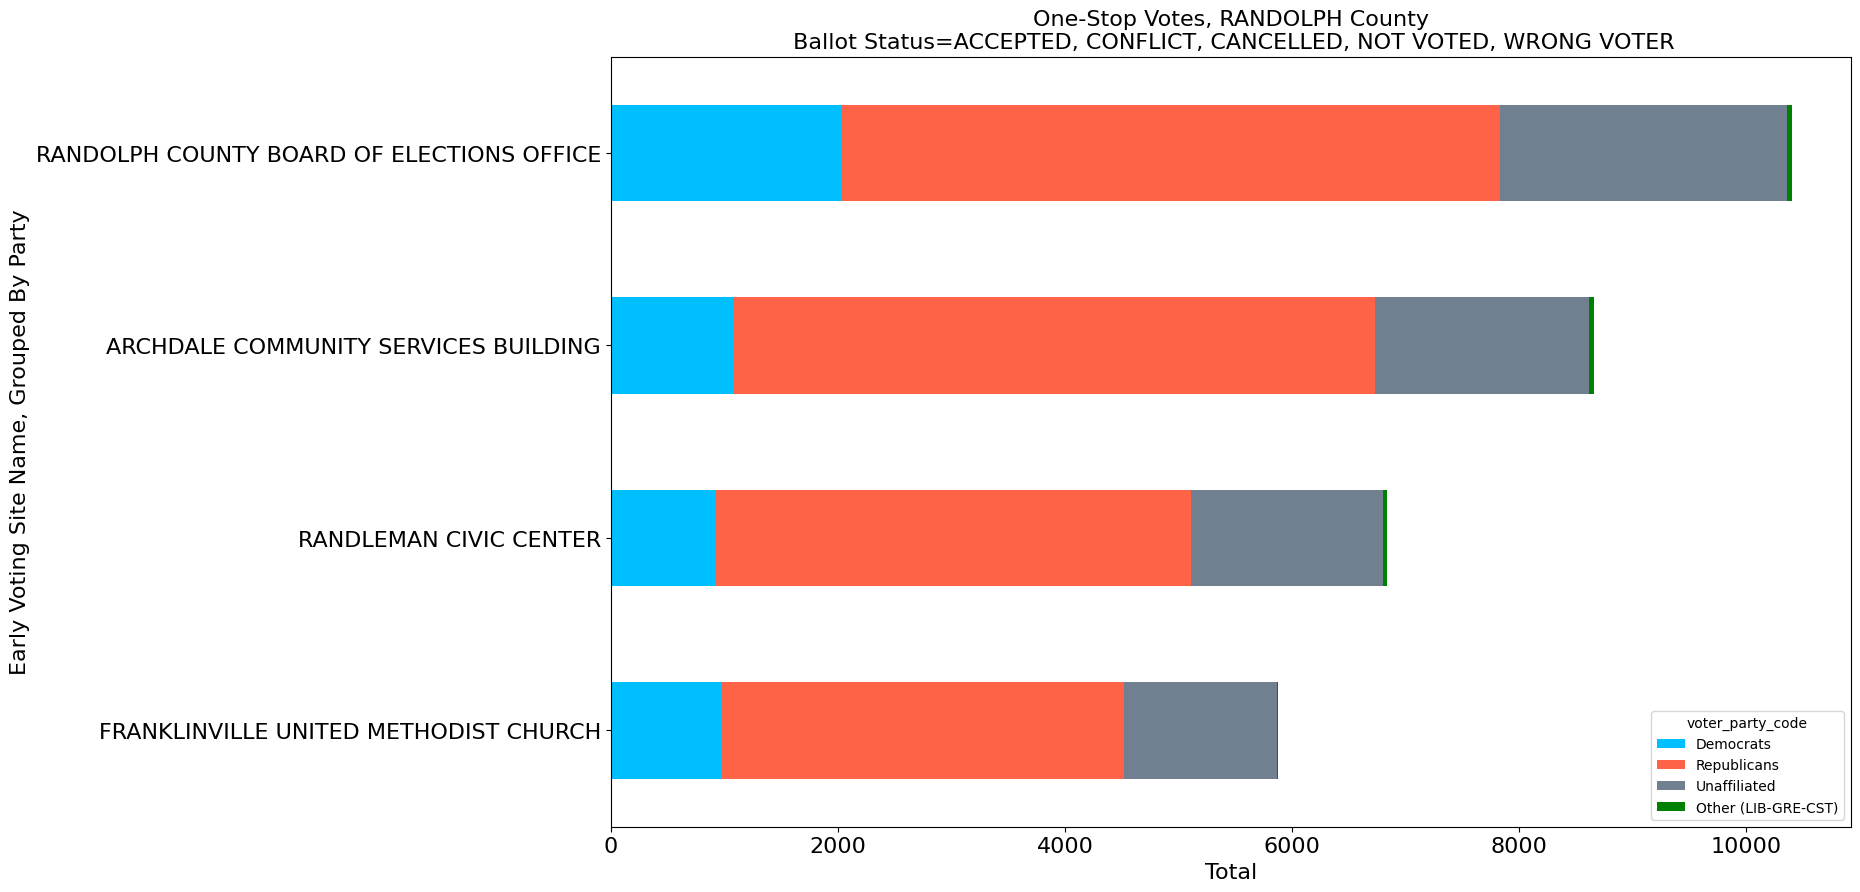 One-Stop Votes, RANDOLPH County
Ballot Status=ACCEPTED, CONFLICT, CANCELLED, NOT VOTED, WRONG VOTER
Early Voting Site Name, Grouped By Party
RANDOLPH COUNTY BOARD OF ELECTIONS OFFICE
ARCHDALE COMMUNITY SERVICES BUILDING
RANDLEMAN CIVIC CENTER
FRANKLINVILLE UNITED METHODIST CHURCH
voter_party_code
Democrats
Republicans
Unaffiliated
Other (LIB-GRE-CST)
0 2000 4000 6000 8000 10000
Total